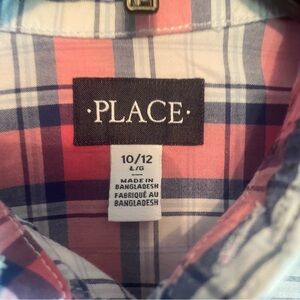 ·PLACE·
10/12
L/G
MADE IN
BANGLADESH
FABRIQUÉ AU
BANGLADESH